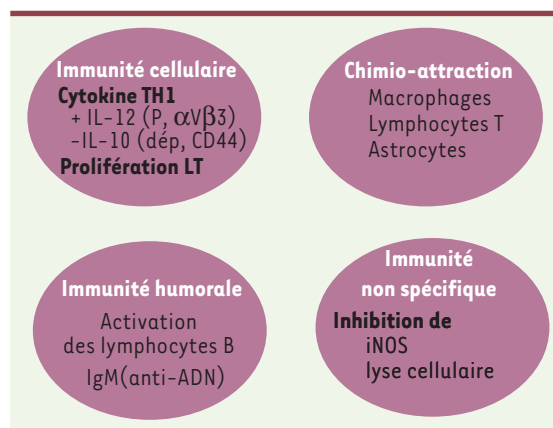 Immunité cellulaire
Cytokine TH1
+ IL-12 (P, αVβ3)
-IL-10 (dép, CD44)
Prolifération LT
Chimio-attraction
Macrophages
Lymphocytes T
Astrocytes
Immunité humorale
Activation
des lymphocytes B
IgM(anti-ADN)
Immunité
non spécifique
Inhibition de
iNOS
lyse cellulaire